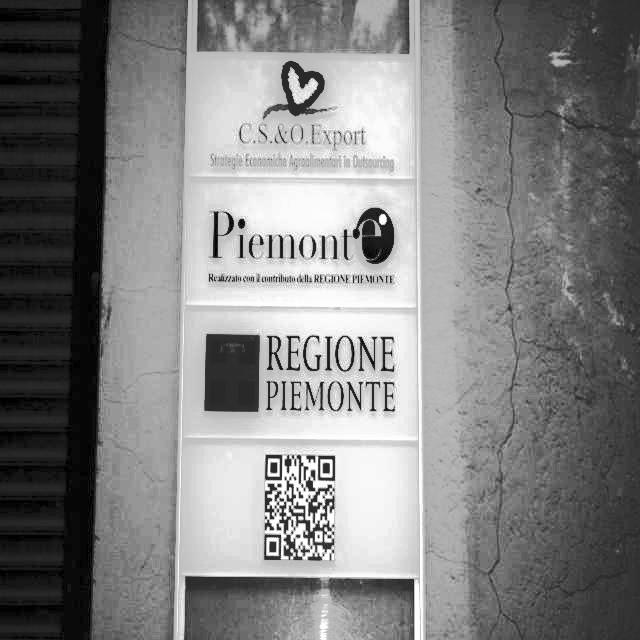 C.S.&O.Export
Strategie Economiche Agroalimentari in Outsourcing
Piemonte
Realizzato con il contributo della REGIONE PIEMONTE
REGIONE
PIEMONTE